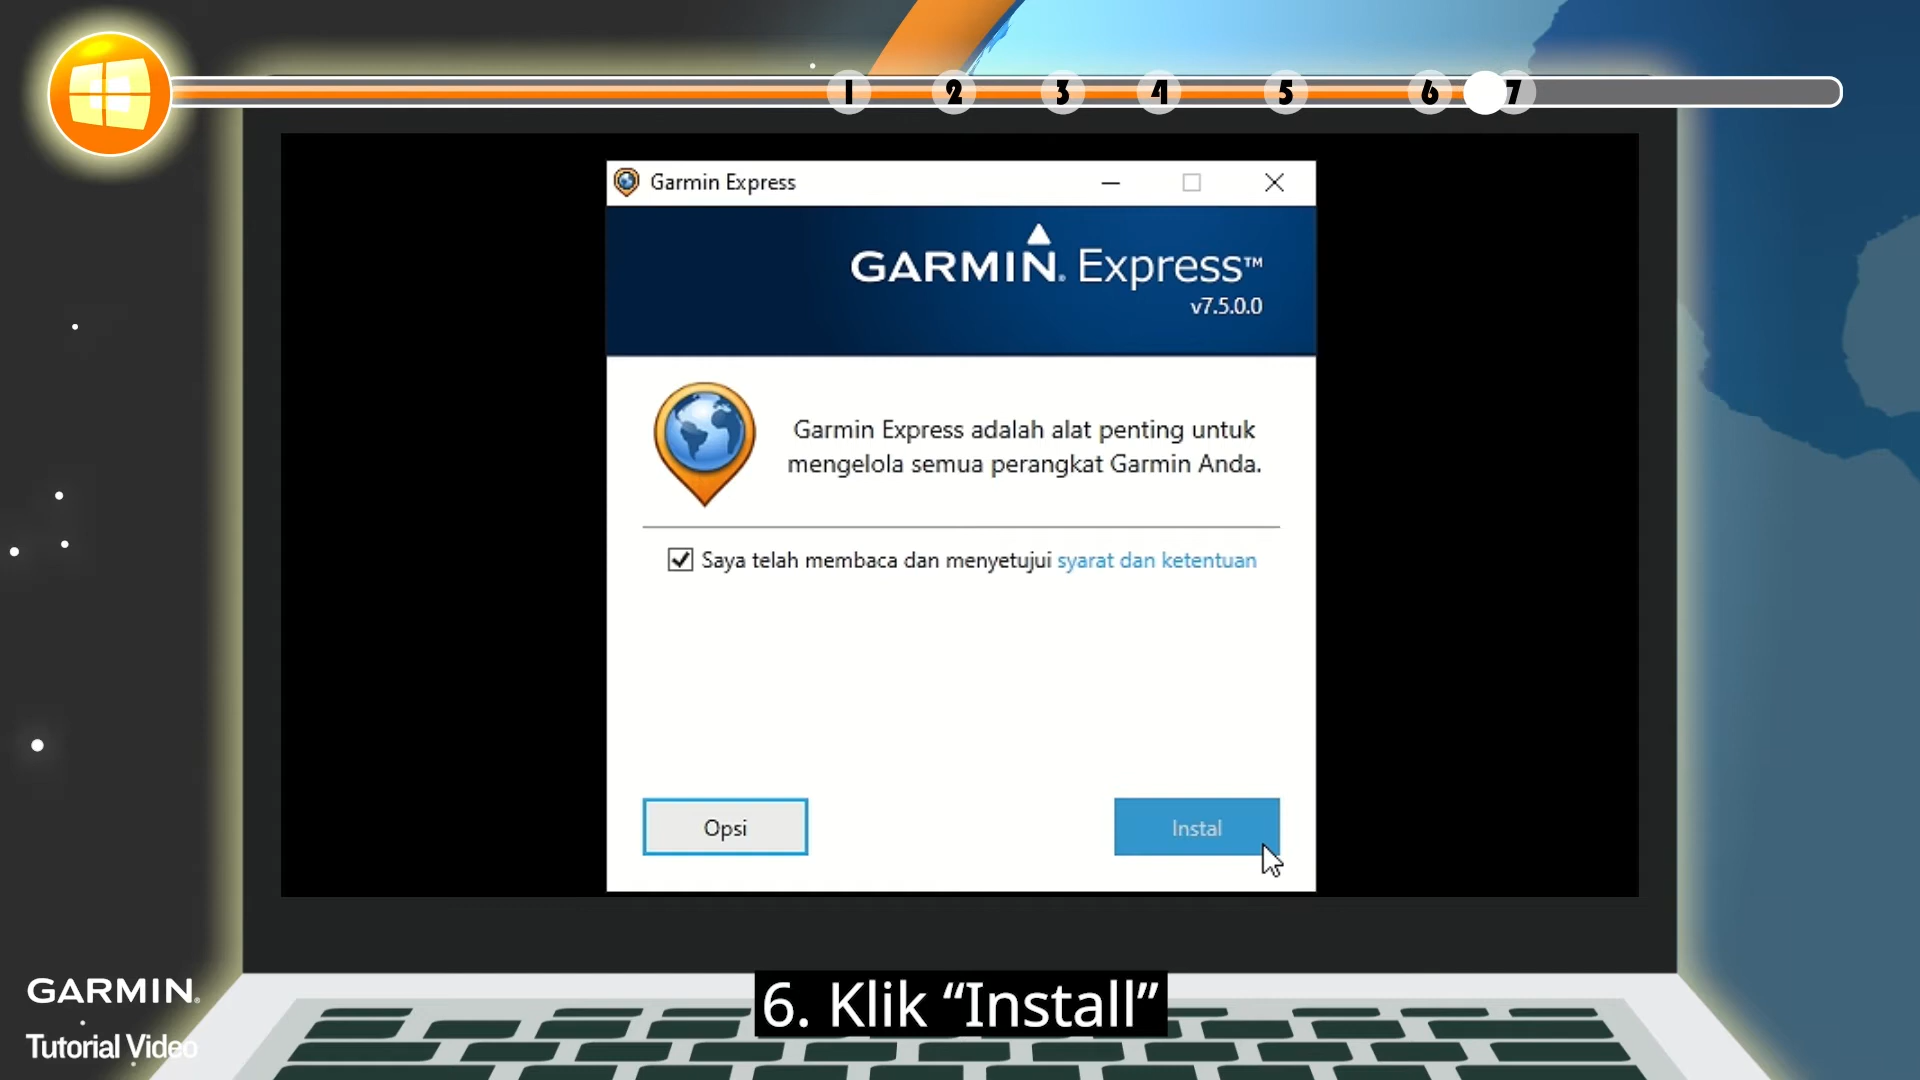 1 2 3 4 5 6 7
Garmin Express
GARMIN® Express™
v7.5.0.0
Garmin Express adalah alat penting untuk
mengelola semua perangkat Garmin Anda.
Saya telah membaca dan menyetujui syarat dan ketentuan
Opsi
Instal
6. Klik “Install”
GARMIN®
Tutorial Video